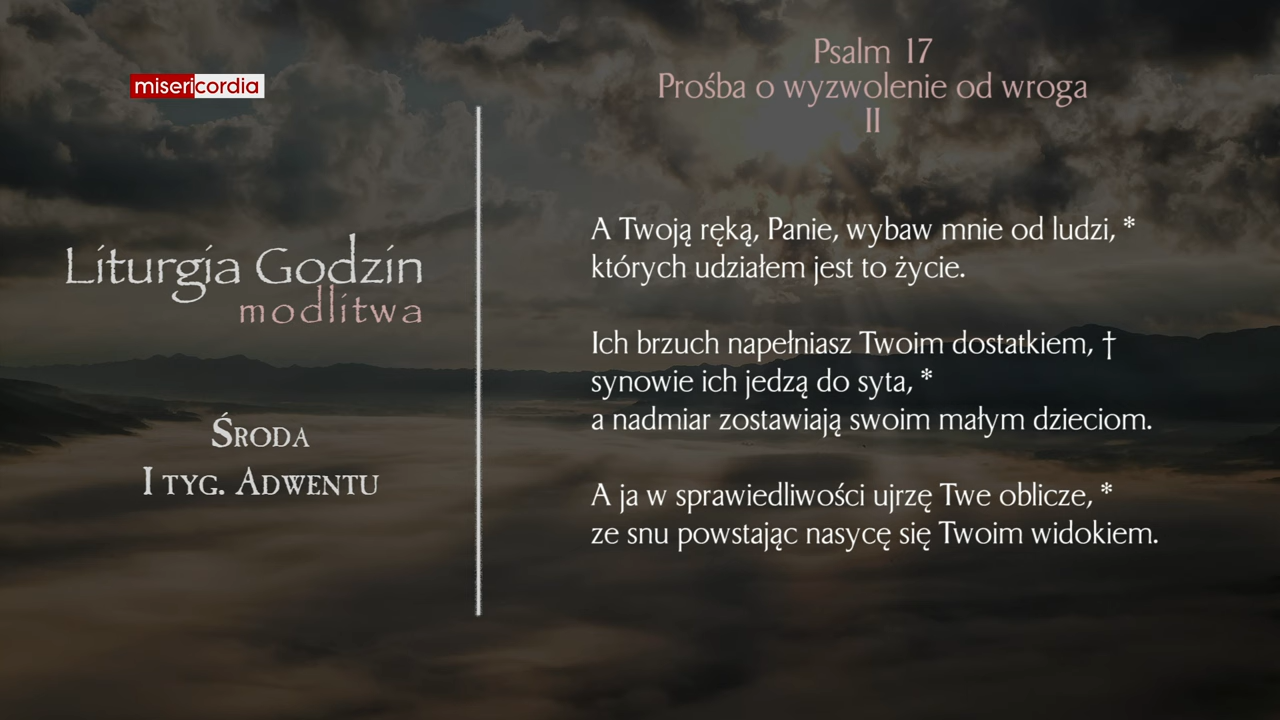 misericordia
Liturgia Godzin
modlitwa
Środa
I tyg. Adwentu
Psalm 17
Prośba o wyzwolenie od wroga
II
A Twoją ręką, Panie, wybaw mnie od ludzi, *
których udziałem jest to życie.
Ich brzuch napełniasz Twoim dostatkiem, †
synowie ich jedzą do syta, *
a nadmiar zostawiają swoim małym dzieciom.
A ja w sprawiedliwości ujrzę Twe oblicze, *
ze snu powstając nasycę się Twoim widokiem.